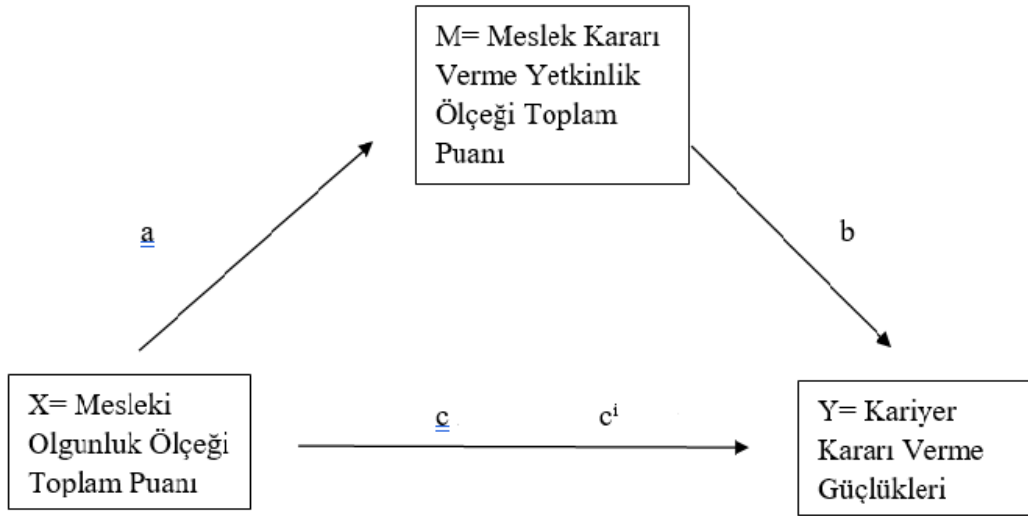 M= Meslek Kararı
Verme Yetkinlik
Ölçeği Toplam
Puanı
a
b
X= Mesleki
Olgunluk Ölçeği
Toplam Puanı
c
cⁱ
Y= Kariyer
Kararı Verme
Güçlükleri